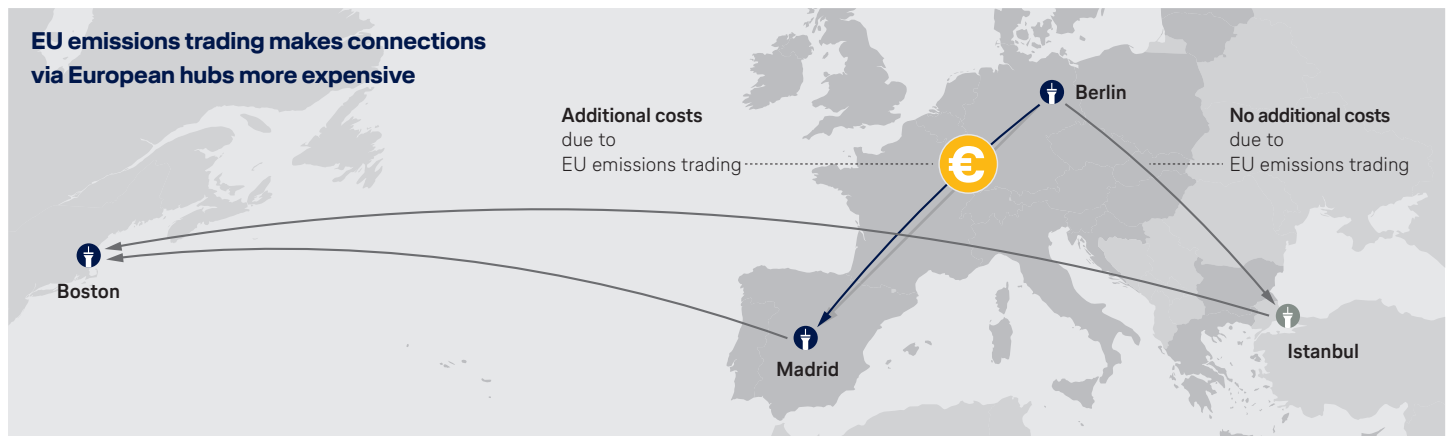 EU emissions trading makes connections
via European hubs more expensive
Additional costs
due to
EU emissions trading
€
Berlin
No additional costs
due to
EU emissions trading
Boston
Madrid
Istanbul